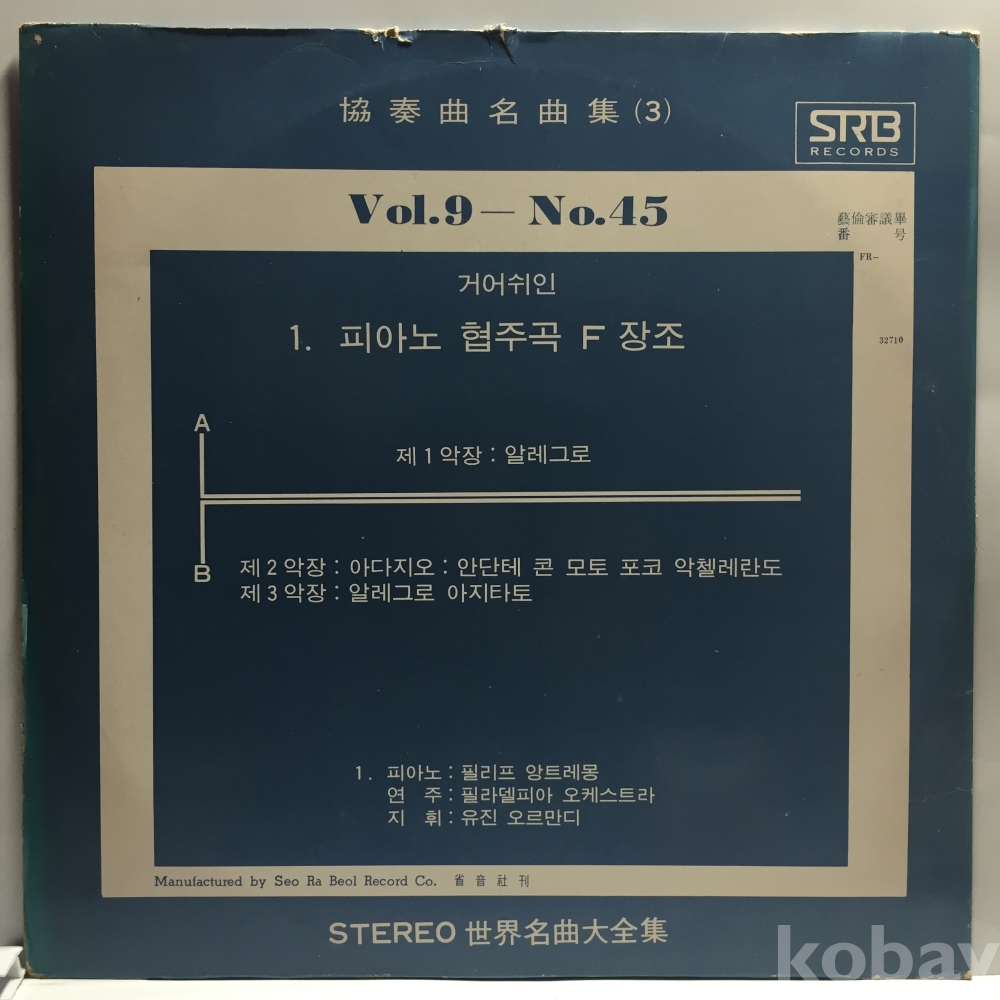 協奏曲名曲集(3)
SRB
RECORDS
Vol.9 — No.45
藝倫審議畢
番 号
FR-
32710
거어쉬인
1. 피아노 협주곡 F 장조
A
제 1 악장 : 알레그로
B
제 2 악장 : 아다지오 : 안단테 콘 모토 포코 악첼레란도
제 3 악장 : 알레그로 아지타토
1. 피아노 : 필리프 앙트레몽
연 주 : 필라델피아 오케스트라
지 휘 : 유진 오르만디
Manufactured by Seo Ra Beol Record Co. 省音社刊
STEREO 世界名曲大全集
kobay